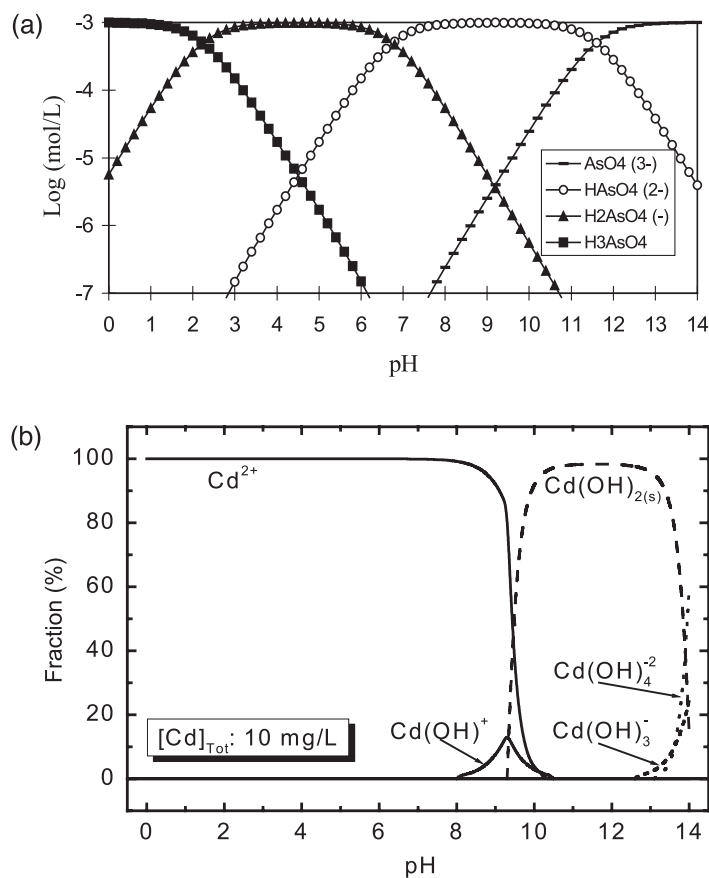 (a)
-3
-4
-5
-6
-7
Log (mol/L)
AsO4 (3-)
HAsO4 (2-)
H2AsO4 (-)
H3AsO4
0 1 2 3 4 5 6 7 8 9 10 11 12 13 14
pH
(b)
100
80
60
40
20
0
Fraction (%)
Cd2+
Cd(OH)2(s)
Cd(OH)4-2
Cd(OH)+
Cd(OH)3-
[Cd]Tot: 10 mg/L
0 2 4 6 8 10 12 14
pH